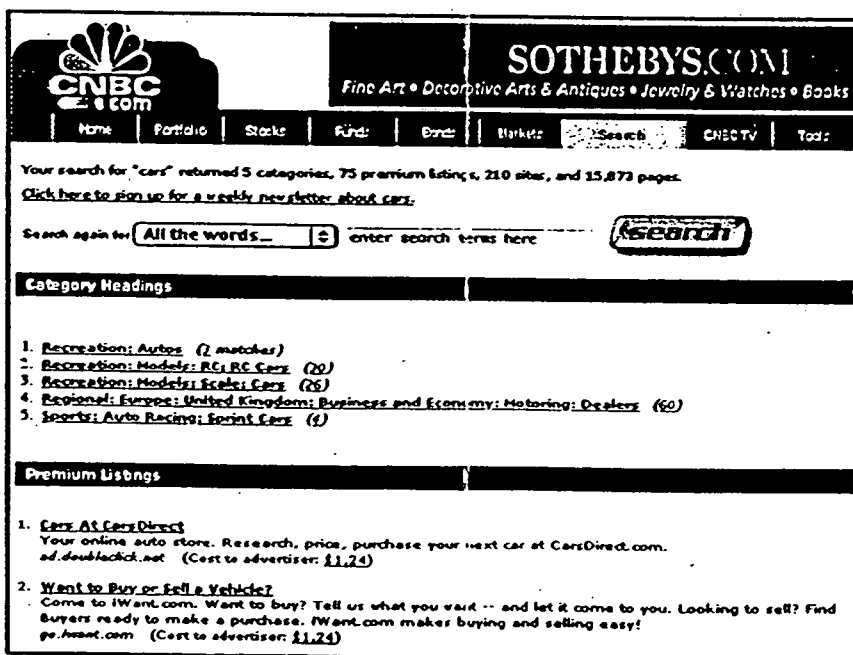 SOTHEBYS.COM
CNBC
.com
Fine Art • Decorative Arts & Antiques • Jewelry & Watches • Books
Home Portfolio Stocks Funds Bonds Markets Search CNBC TV Tools
Your search for "cars" returned 5 categories, 75 premium listings, 210 sites, and 15,873 pages.
Click here to sign up for a weekly newsletter about cars.
Search again for All the words... enter search terms here search
Category Headings
1. Recreation: Autos (2 matches)
2. Recreation: Models: RC: RC Cars (20)
3. Recreation: Models: Scale: Cars (26)
4. Regional: Europe: United Kingdom: Business and Economy: Motoring: Dealers (60)
5. Sports: Auto Racing: Sprint Cars (4)
Premium Listings
1. Cars At CarsDirect
Your online auto store. Research, price, purchase your next car at CarsDirect.com.
ad.doubleclick.net (Cost to advertiser: $1.24)
2. Want to Buy or Sell a Vehicle?
Come to iWant.com. Want to buy? Tell us what you want -- and let it come to you. Looking to sell? Find
Buyers ready to make a purchase. iWant.com makes buying and selling easy!
go.iwant.com (Cost to advertiser: $1.24)